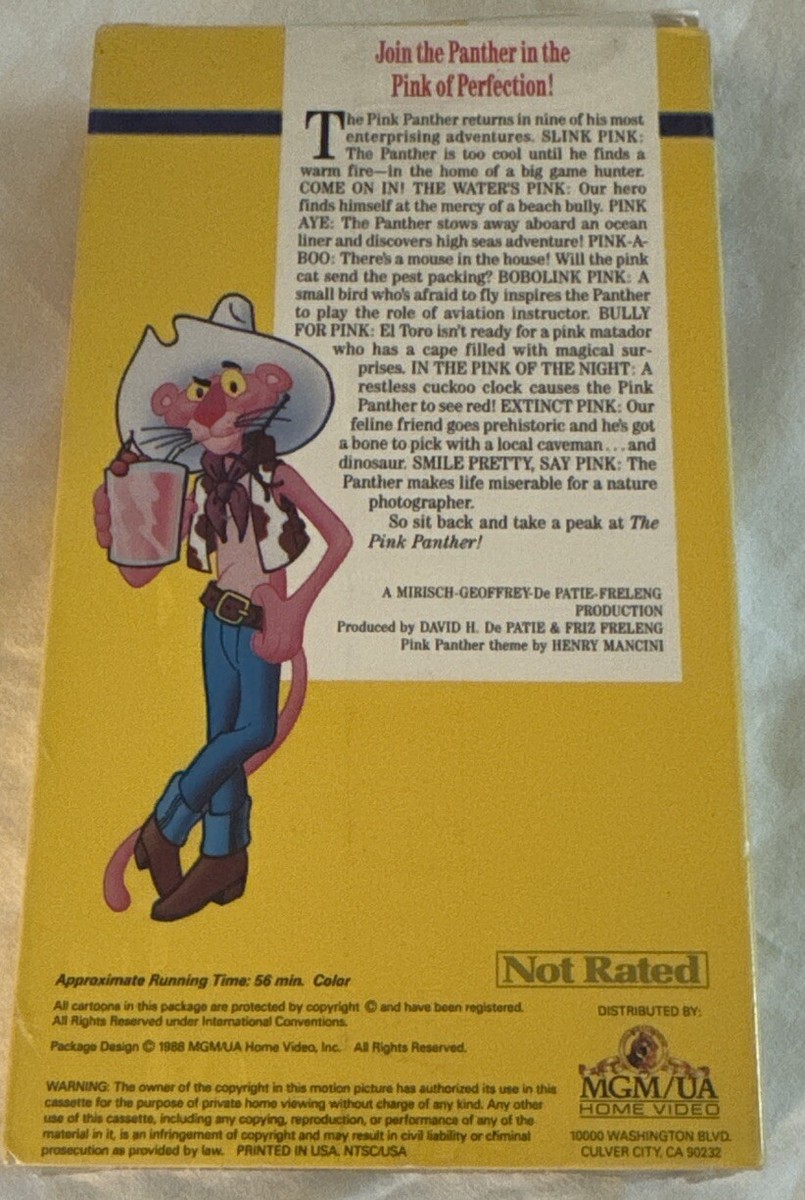 Join the Panther in the
Pink of Perfection!
The Pink Panther returns in nine of his most
enterprising adventures. SLINK PINK:
The Panther is too cool until he finds a
warm fire—in the home of a big game hunter.
COME ON IN! THE WATER'S PINK: Our hero
finds himself at the mercy of a beach bully. PINK
AYE: The Panther stows away aboard an ocean
liner and discovers high seas adventure! PINK-A-
BOO: There's a mouse in the house! Will the pink
cat send the pest packing? BOBOLINK PINK: A
small bird who's afraid to fly inspires the Panther
to play the role of aviation instructor. BULLY
FOR PINK: El Toro isn't ready for a pink matador
who has a cape filled with magical sur-
prises. IN THE PINK OF THE NIGHT: A
restless cuckoo clock causes the Pink
Panther to see red! EXTINCT PINK: Our
feline friend goes prehistoric and he's got
a bone to pick with a local caveman...and
dinosaur. SMILE PRETTY, SAY PINK: The
Panther makes life miserable for a nature
photographer.
So sit back and take a peak at The
Pink Panther!
A MIRISCH-GEOFFREY-De PATIE-FRELENG
PRODUCTION
Produced by DAVID H. De PATIE & FRIZ FRELENG
Pink Panther theme by HENRY MANCINI
Not Rated
Approximate Running Time: 56 min. Color
All cartoons in this package are protected by copyright © and have been registered.
All Rights Reserved under International Conventions.
Package Design © 1988 MGM/UA Home Video, Inc. All Rights Reserved.
WARNING: The owner of the copyright in this motion picture has authorized its use in this
cassette for the purpose of private home viewing without charge of any kind. Any other
use of this cassette, including any copying, reproduction, or performance of any of the
material in it, is an infringement of copyright and may result in civil liability or criminal
prosecution as provided by law. PRINTED IN USA. NTSC/USA
DISTRIBUTED BY:
MGM/UA
HOME VIDEO
10000 WASHINGTON BLVD.
CULVER CITY, CA 90232